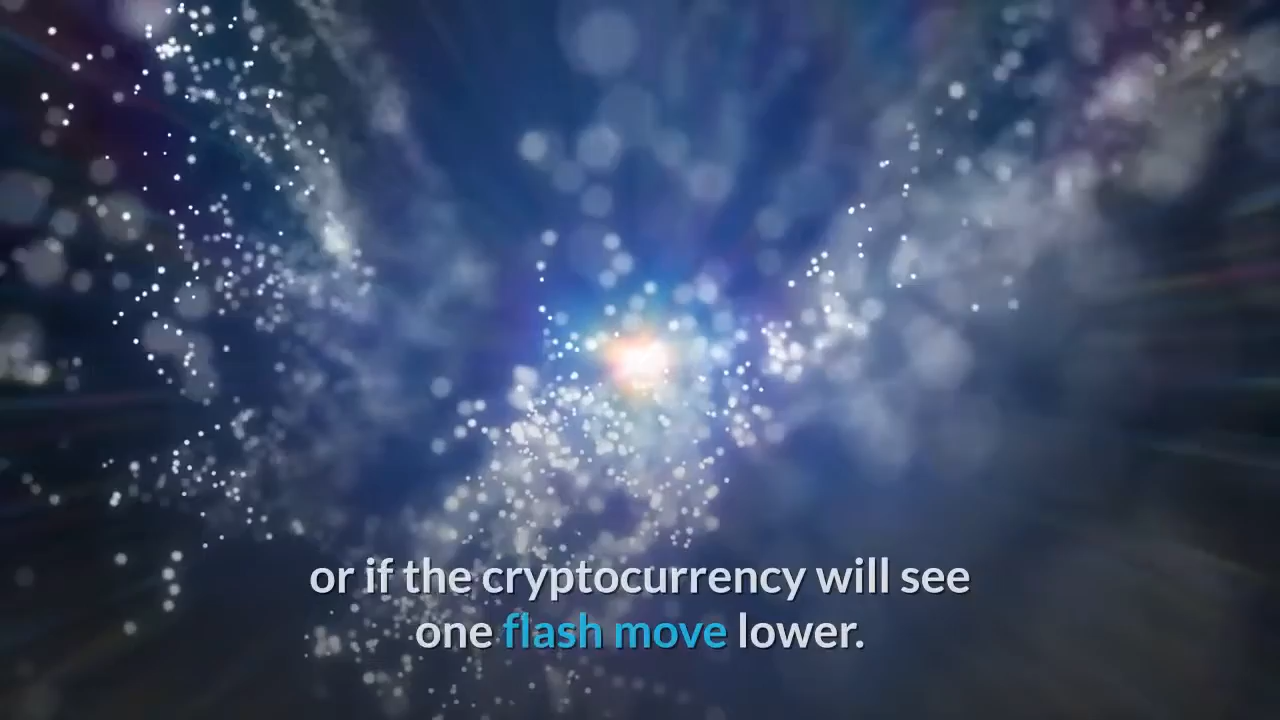 or if the cryptocurrency will see
one flash move lower.